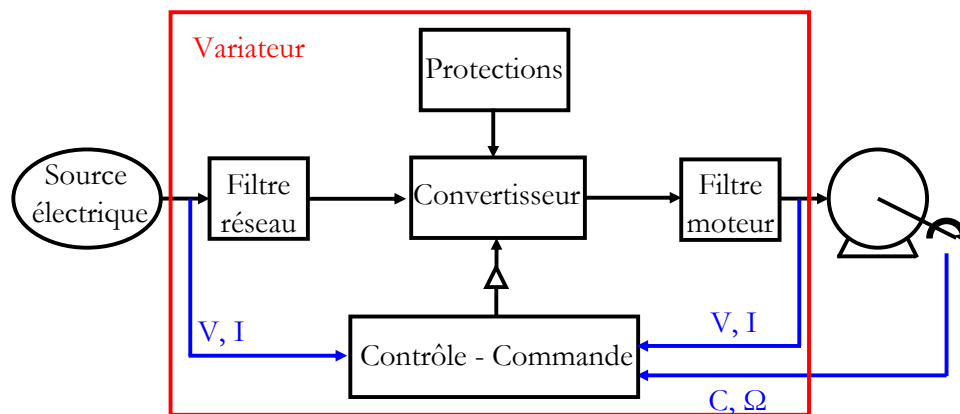 Variateur
Protections
Source
électrique
Filtre
réseau
Convertisseur
Filtre
moteur
V, I
V, I
Contrôle - Commande
C, Ω